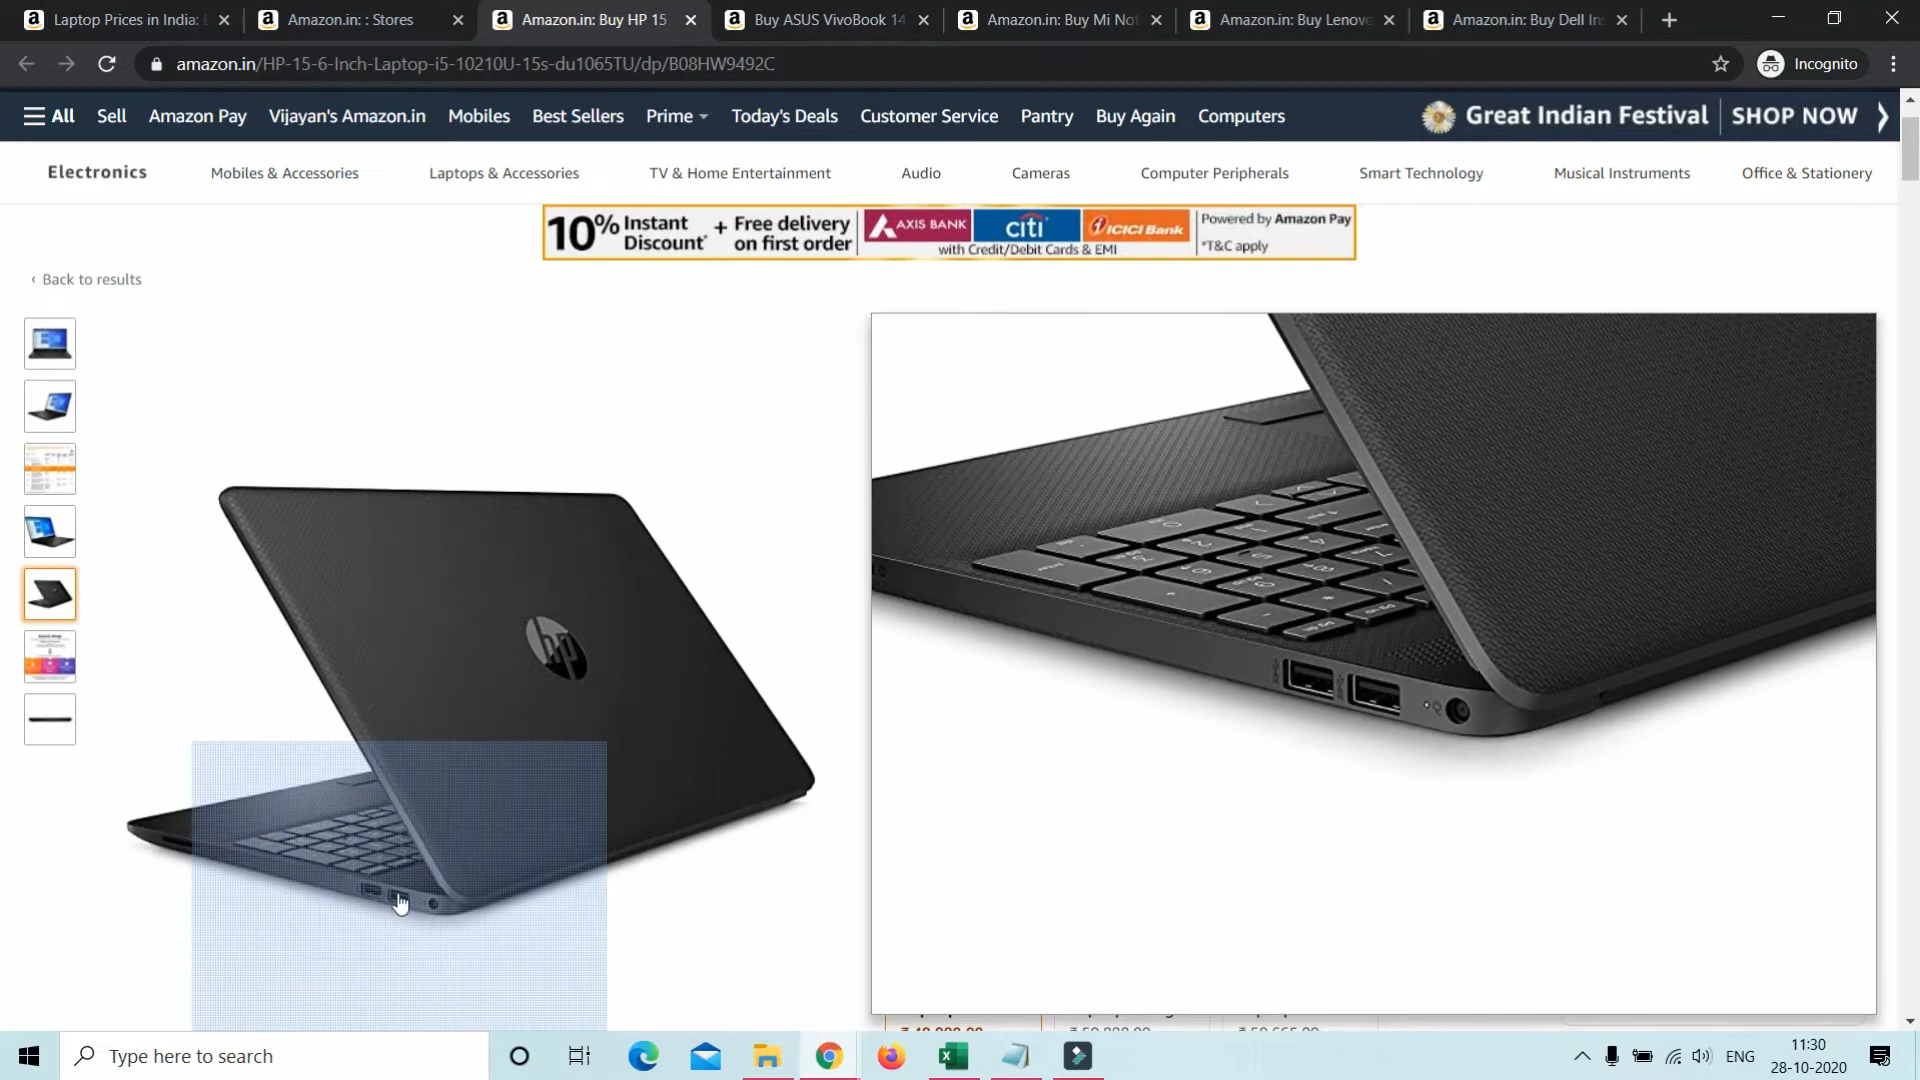 Laptop Prices in India:
Amazon.in: : Stores
Amazon.in: Buy HP 15
Buy ASUS VivoBook 14
Amazon.in: Buy Mi Not
Amazon.in: Buy Lenovo
Amazon.in: Buy Dell Ins
amazon.in/HP-15-6-Inch-Laptop-i5-10210U-15s-du1065TU/dp/B08HW9492C
Incognito
All
Sell
Amazon Pay
Vijayan's Amazon.in
Mobiles
Best Sellers
Prime
Today's Deals
Customer Service
Pantry
Buy Again
Computers
Great Indian Festival
SHOP NOW
Electronics
Mobiles & Accessories
Laptops & Accessories
TV & Home Entertainment
Audio
Cameras
Computer Peripherals
Smart Technology
Musical Instruments
Office & Stationery
10% Instant Discount* + Free delivery on first order
AXIS BANK
citi
ICICI Bank
with Credit/Debit Cards & EMI
Powered by Amazon Pay
*T&C apply
‹ Back to results
hp
Type here to search
ENG
11:30
28-10-2020